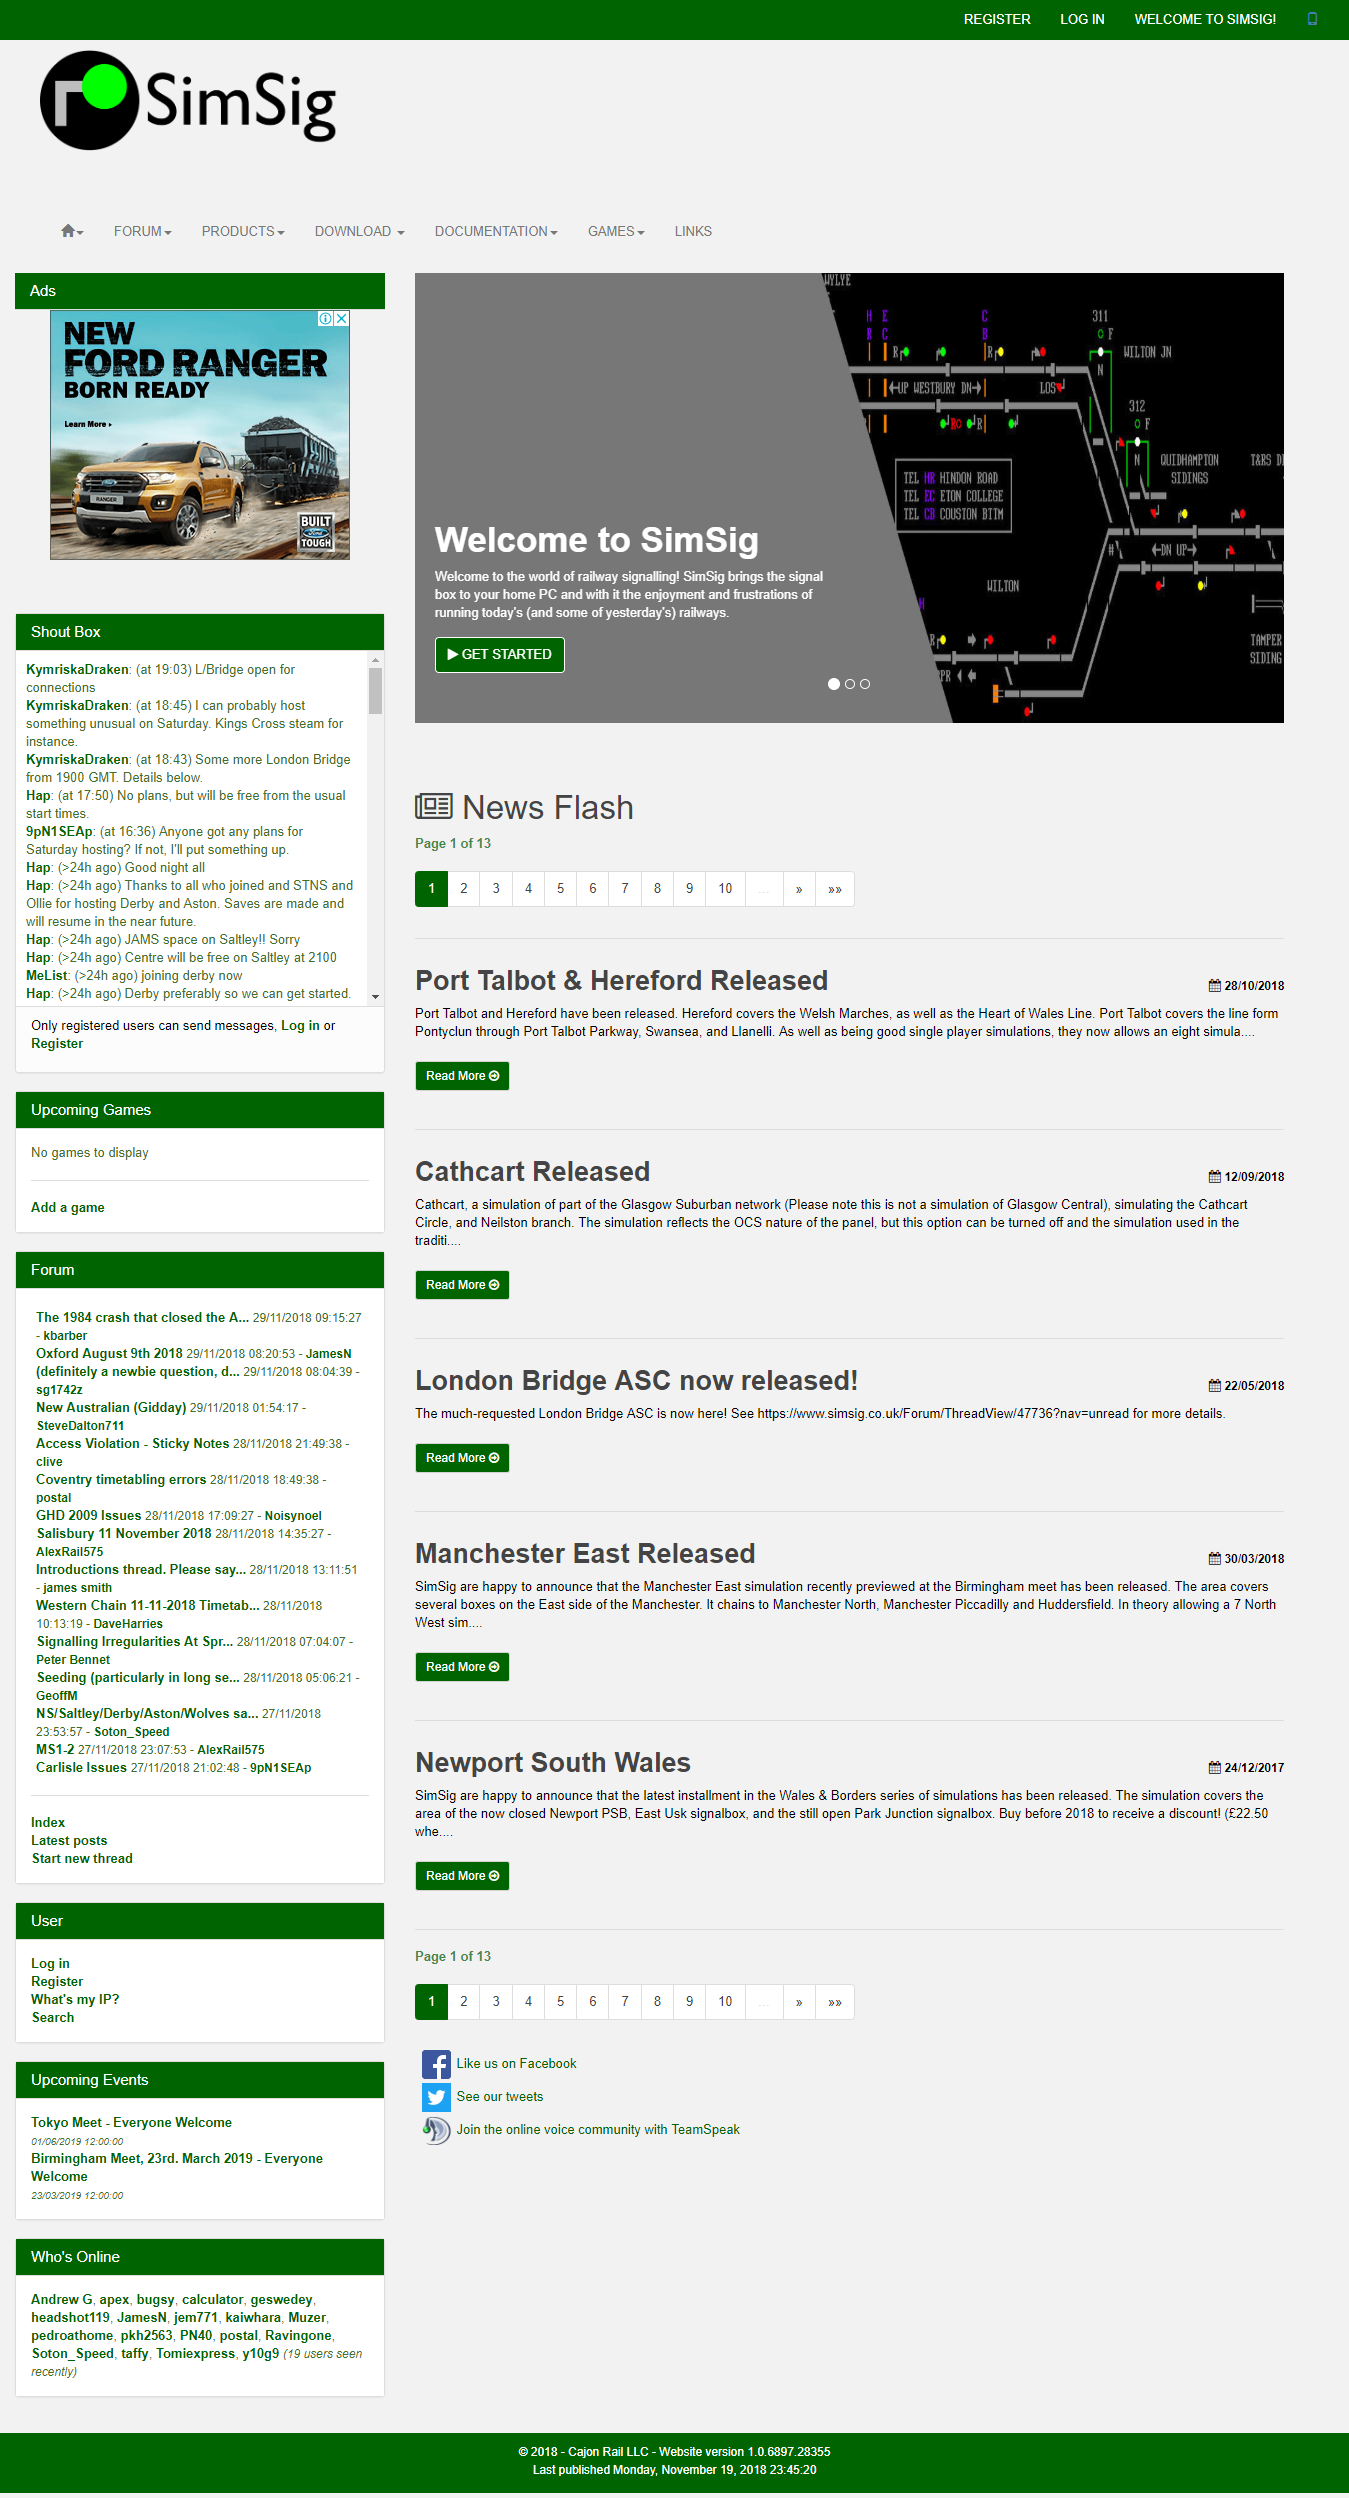 REGISTER LOG IN WELCOME TO SIMSIG!
SimSig
FORUM PRODUCTS DOWNLOAD DOCUMENTATION GAMES LINKS
Ads
NEW
FORD RANGER
BORN READY
Learn More
RANGER
BUILT
Ford
TOUGH
Shout Box
KymriskaDraken: (at 19:03) L/Bridge open for
connections
KymriskaDraken: (at 18:45) I can probably host
something unusual on Saturday. Kings Cross steam for
instance.
KymriskaDraken: (at 18:43) Some more London Bridge
from 1900 GMT. Details below.
Hap: (at 17:50) No plans, but will be free from the usual
start times.
9pN1SEAp: (at 16:36) Anyone got any plans for
Saturday hosting? If not, I'll put something up.
Hap: (>24h ago) Good night all
Hap: (>24h ago) Thanks to all who joined and STNS and
Ollie for hosting Derby and Aston. Saves are made and
will resume in the near future.
Hap: (>24h ago) JAMS space on Saltley!! Sorry
Hap: (>24h ago) Centre will be free on Saltley at 2100
MeList: (>24h ago) joining derby now
Hap: (>24h ago) Derby preferably so we can get started.
Only registered users can send messages, Log in or
Register
Upcoming Games
No games to display
Add a game
Forum
The 1984 crash that closed the A... 29/11/2018 09:15:27
- kbarber
Oxford August 9th 2018 29/11/2018 08:20:53 - JamesN
(definitely a newbie question, d... 29/11/2018 08:04:39 -
sg1742z
New Australian (Gidday) 29/11/2018 01:54:17 -
SteveDalton711
Access Violation - Sticky Notes 28/11/2018 21:49:38 -
clive
Coventry timetabling errors 28/11/2018 18:49:38 -
postal
GHD 2009 Issues 28/11/2018 17:09:27 - Noisynoel
Salisbury 11 November 2018 28/11/2018 14:35:27 -
AlexRail575
Introductions thread. Please say... 28/11/2018 13:11:51
- james smith
Western Chain 11-11-2018 Timetab... 28/11/2018
10:13:19 - DaveHarries
Signalling Irregularities At Spr... 28/11/2018 07:04:07 -
Peter Bennet
Seeding (particularly in long se... 28/11/2018 05:06:21 -
GeoffM
NS/Saltley/Derby/Aston/Wolves sa... 27/11/2018
23:53:57 - Soton_Speed
MS1-2 27/11/2018 23:07:53 - AlexRail575
Carlisle Issues 27/11/2018 21:02:48 - 9pN1SEAp
Index
Latest posts
Start new thread
User
Log in
Register
What's my IP?
Search
Upcoming Events
Tokyo Meet - Everyone Welcome
01/06/2019 12:00:00
Birmingham Meet, 23rd. March 2019 - Everyone
Welcome
23/03/2019 12:00:00
Who's Online
Andrew G, apex, bugsy, calculator, geswedey,
headshot119, JamesN, jem771, kaiwhara, Muzer,
pedroathome, pkh2563, PN40, postal, Ravingone,
Soton_Speed, taffy, Tomiexpress, y10g9 (19 users seen
recently)
WYLYE
H E C 311
R C B F
R R WILTON JN
N
UP WESTBURY DN LOS
312
R R F
N QUIDHAMPTON T&RS D
SIDINGS
TEL HR HINDON ROAD
TEL EC ETON COLLEGE
TEL CB COUSTON BITM
# DN UP
WILTON
H
R TAMPER
SIDING
PR
Welcome to SimSig
Welcome to the world of railway signalling! SimSig brings the signal
box to your home PC and with it the enjoyment and frustrations of
running today's (and some of yesterday's) railways.
GET STARTED
News Flash
Page 1 of 13
1 2 3 4 5 6 7 8 9 10 ... » »»
Port Talbot & Hereford Released 28/10/2018
Port Talbot and Hereford have been released. Hereford covers the Welsh Marches, as well as the Heart of Wales Line. Port Talbot covers the line form
Pontyclun through Port Talbot Parkway, Swansea, and Llanelli. As well as being good single player simulations, they now allows an eight simula....
Read More
Cathcart Released 12/09/2018
Cathcart, a simulation of part of the Glasgow Suburban network (Please note this is not a simulation of Glasgow Central), simulating the Cathcart
Circle, and Neilston branch. The simulation reflects the OCS nature of the panel, but this option can be turned off and the simulation used in the
traditi....
Read More
London Bridge ASC now released! 22/05/2018
The much-requested London Bridge ASC is now here! See https://www.simsig.co.uk/Forum/ThreadView/47736?nav=unread for more details.
Read More
Manchester East Released 30/03/2018
SimSig are happy to announce that the Manchester East simulation recently previewed at the Birmingham meet has been released. The area covers
several boxes on the East side of the Manchester. It chains to Manchester North, Manchester Piccadilly and Huddersfield. In theory allowing a 7 North
West sim....
Read More
Newport South Wales 24/12/2017
SimSig are happy to announce that the latest installment in the Wales & Borders series of simulations has been released. The simulation covers the
area of the now closed Newport PSB, East Usk signalbox, and the still open Park Junction signalbox. Buy before 2018 to receive a discount! (£22.50
whe....
Read More
Page 1 of 13
1 2 3 4 5 6 7 8 9 10 ... » »»
Like us on Facebook
See our tweets
Join the online voice community with TeamSpeak
© 2018 - Cajon Rail LLC - Website version 1.0.6897.28355
Last published Monday, November 19, 2018 23:45:20